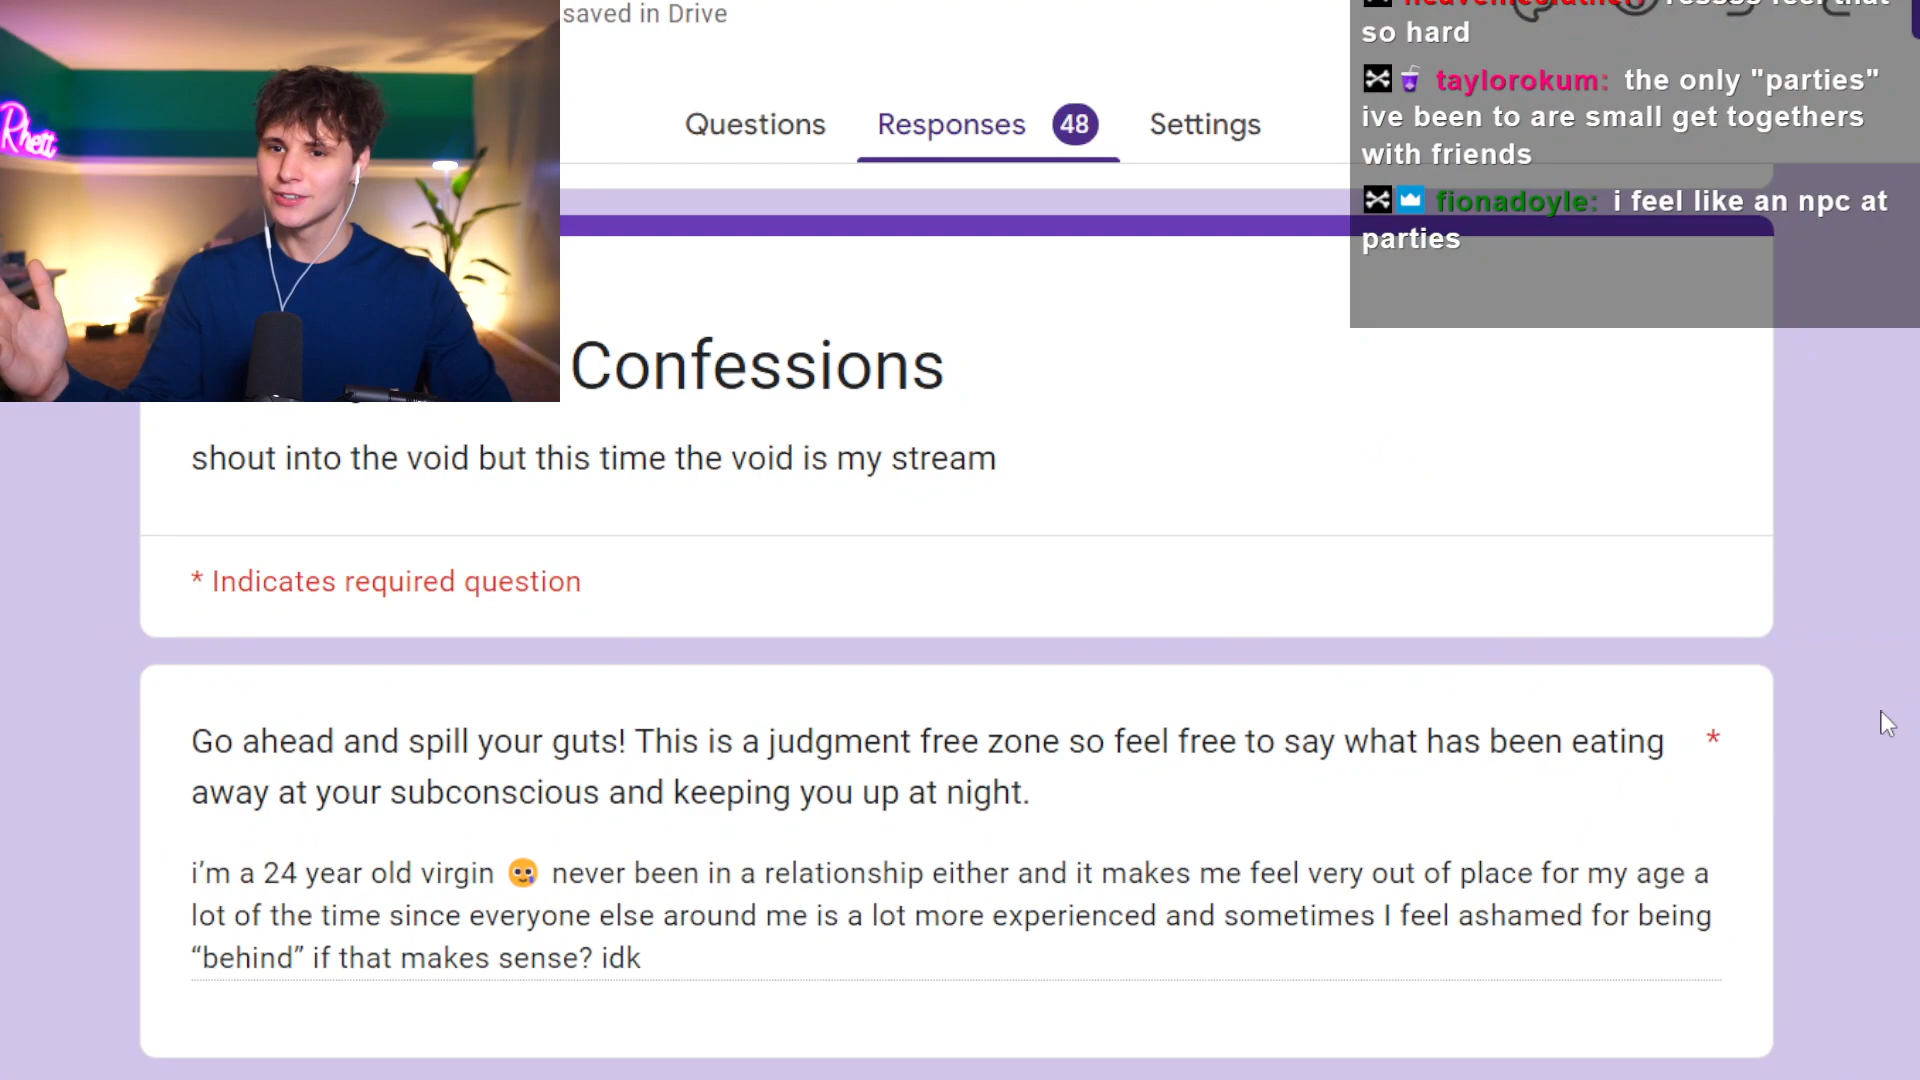 saved in Drive
Rhett
Questions
Responses
48
Settings
so hard
taylorokum: the only "parties"
ive been to are small get togethers
with friends
fionadoyle: i feel like an npc at
parties
Confessions
shout into the void but this time the void is my stream
* Indicates required question
Go ahead and spill your guts! This is a judgment free zone so feel free to say what has been eating *
away at your subconscious and keeping you up at night.
i’m a 24 year old virgin 🥲 never been in a relationship either and it makes me feel very out of place for my age a
lot of the time since everyone else around me is a lot more experienced and sometimes I feel ashamed for being
“behind” if that makes sense? idk